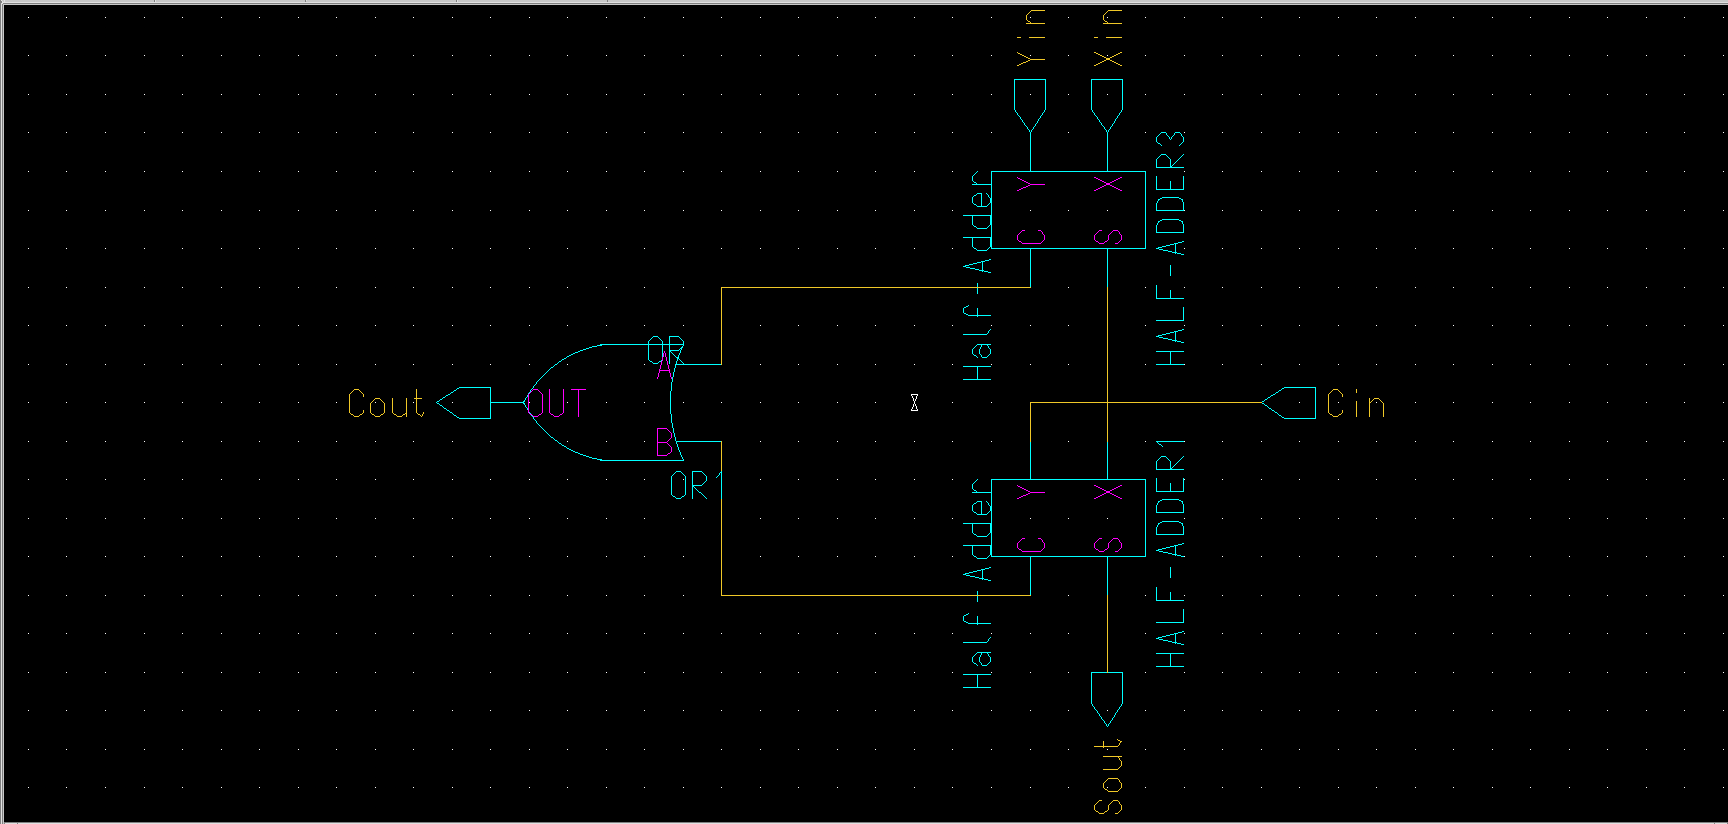 Yin
Xin
Y
X
C
S
Half-Adder
HALF-ADDER3
OR
A
Cout
OUT
B
OR1
Cin
Y
X
C
S
Half-Adder
HALF-ADDER1
Sout